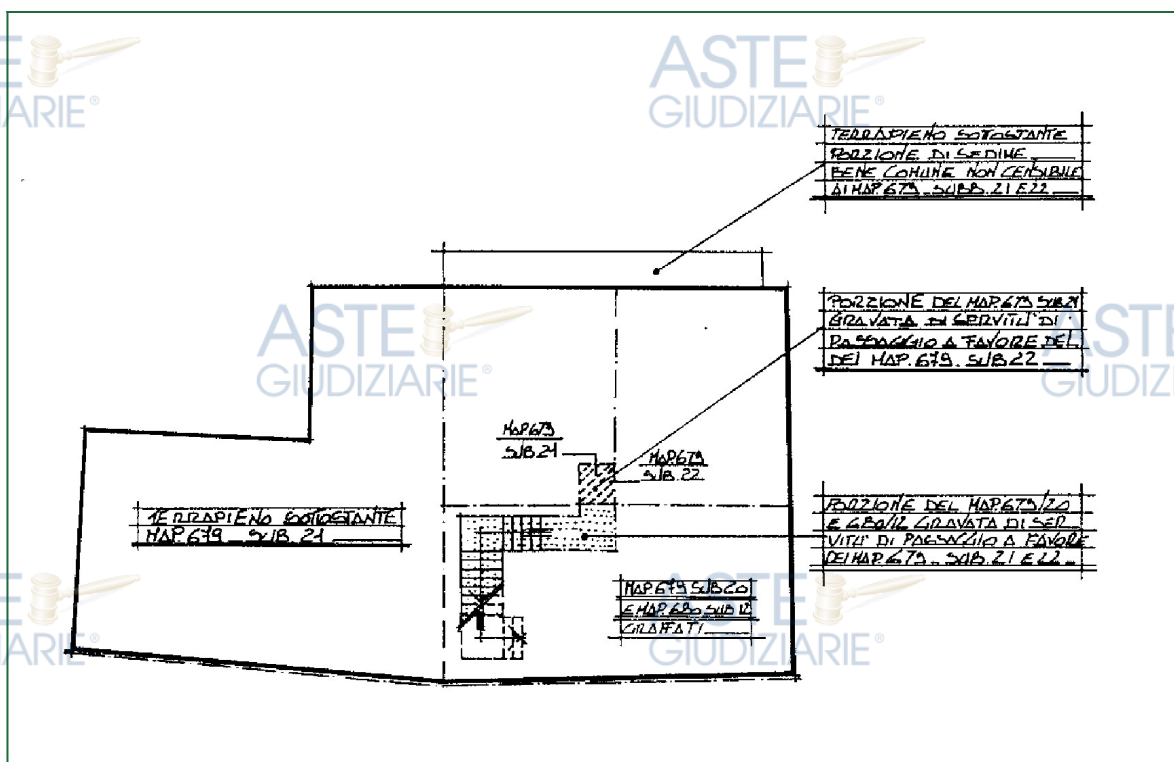 ASTE
GIUDIZIARIE®
TERRAPIENO SOTTOSTANTE
PORZIONE DI SEDIME
BENE COMUNE NON CENSIBILE
AI MAP. 679 SUBB. 21 E 22
PORZIONE DEL MAP. 679 SUB. 21
GRAVATA DI SERVITU' DI
PASSAGGIO A FAVORE DEL
DEI MAP. 679. SUB 22
ASTE
GIUDIZIARIE®
MAP. 679
SUB. 21
MAP. 679
SUB. 22
TERRAPIENO SOTTOSTANTE
MAP. 679 SUB. 21
PORZIONE DEL MAP. 679/20
E 680/12 GRAVATA DI SER
VITU' DI PASSAGGIO A FAVORE
DEI MAP. 679. SUB. 21 E 22
MAP. 679 SUB 20
E MAP. 680 SUB 12
GRAFFATI
GIUDIZIARIE®